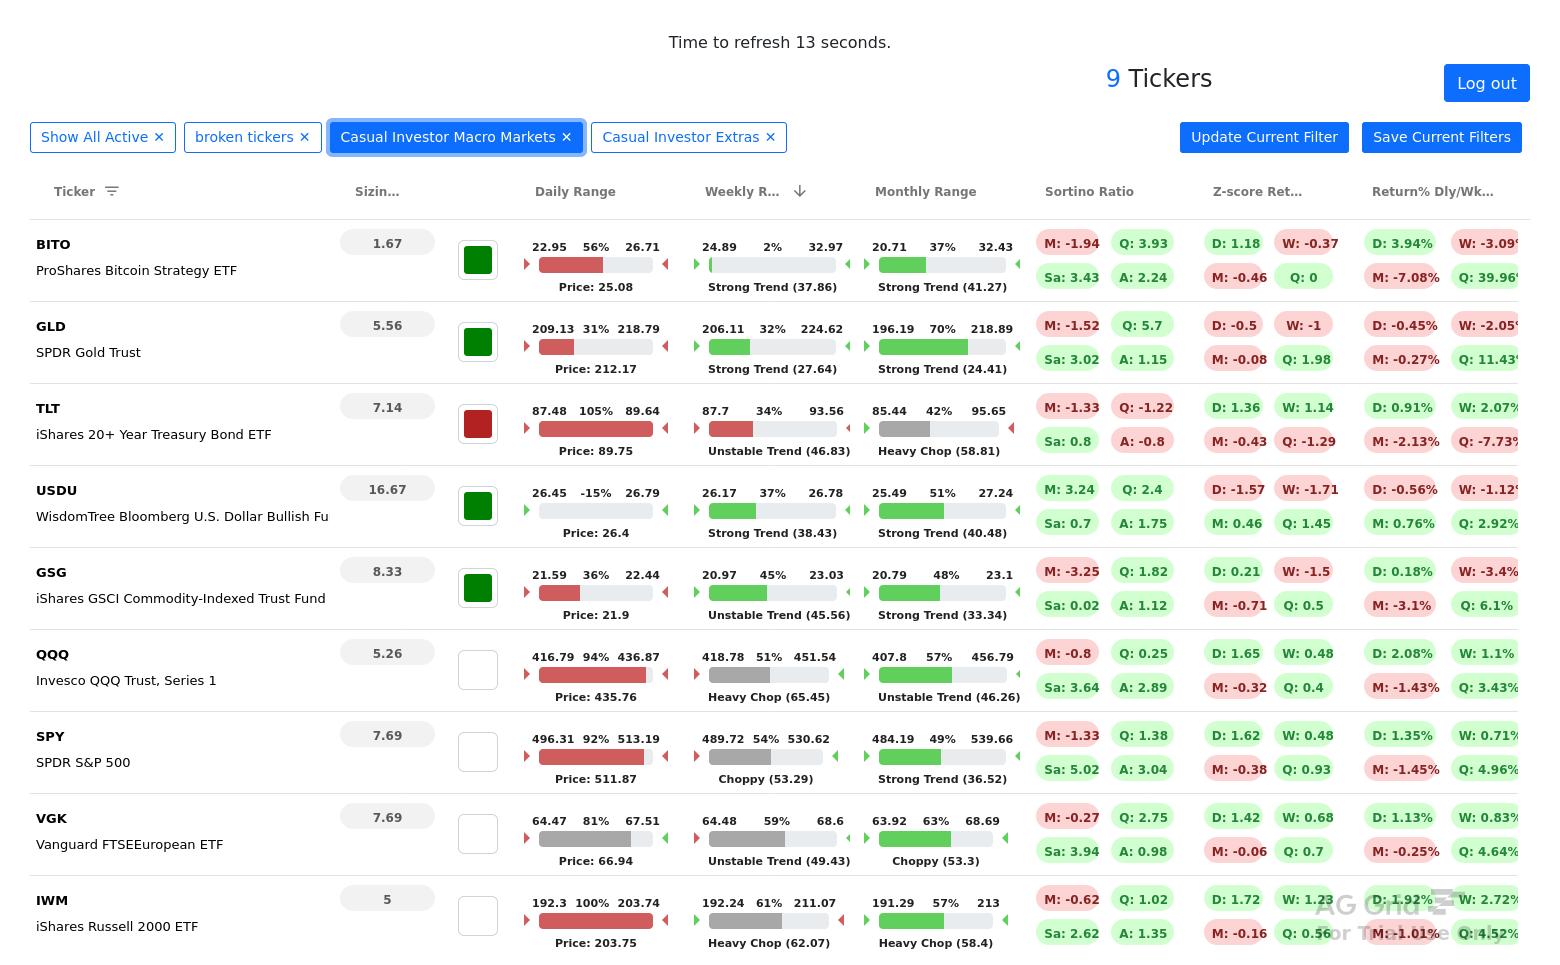 Time to refresh 13 seconds.
9 Tickers
Log out
Show All Active ✕ broken tickers ✕ Casual Investor Macro Markets ✕ Casual Investor Extras ✕ Update Current Filter Save Current Filters
Ticker Sizin… Daily Range Weekly R… Monthly Range Sortino Ratio Z-score Ret… Return% Dly/Wk…
BITO 1.67 22.95 56% 26.71 24.89 2% 32.97 20.71 37% 32.43 M: -1.94 Q: 3.93 D: 1.18 W: -0.37 D: 3.94% W: -3.09%
ProShares Bitcoin Strategy ETF Price: 25.08 Strong Trend (37.86) Strong Trend (41.27) Sa: 3.43 A: 2.24 M: -0.46 Q: 0 M: -7.08% Q: 39.96%
GLD 5.56 209.13 31% 218.79 206.11 32% 224.62 196.19 70% 218.89 M: -1.52 Q: 5.7 D: -0.5 W: -1 D: -0.45% W: -2.05%
SPDR Gold Trust Price: 212.17 Strong Trend (27.64) Strong Trend (24.41) Sa: 3.02 A: 1.15 M: -0.08 Q: 1.98 M: -0.27% Q: 11.43%
TLT 7.14 87.48 105% 89.64 87.7 34% 93.56 85.44 42% 95.65 M: -1.33 Q: -1.22 D: 1.36 W: 1.14 D: 0.91% W: 2.07%
iShares 20+ Year Treasury Bond ETF Price: 89.75 Unstable Trend (46.83) Heavy Chop (58.81) Sa: 0.8 A: -0.8 M: -0.43 Q: -1.29 M: -2.13% Q: -7.73%
USDU 16.67 26.45 -15% 26.79 26.17 37% 26.78 25.49 51% 27.24 M: 3.24 Q: 2.4 D: -1.57 W: -1.71 D: -0.56% W: -1.12%
WisdomTree Bloomberg U.S. Dollar Bullish Fu Price: 26.4 Strong Trend (38.43) Strong Trend (40.48) Sa: 0.7 A: 1.75 M: 0.46 Q: 1.45 M: 0.76% Q: 2.92%
GSG 8.33 21.59 36% 22.44 20.97 45% 23.03 20.79 48% 23.1 M: -3.25 Q: 1.82 D: 0.21 W: -1.5 D: 0.18% W: -3.4%
iShares GSCI Commodity-Indexed Trust Fund Price: 21.9 Unstable Trend (45.56) Strong Trend (33.34) Sa: 0.02 A: 1.12 M: -0.71 Q: 0.5 M: -3.1% Q: 6.1%
QQQ 5.26 416.79 94% 436.87 418.78 51% 451.54 407.8 57% 456.79 M: -0.8 Q: 0.25 D: 1.65 W: 0.48 D: 2.08% W: 1.1%
Invesco QQQ Trust, Series 1 Price: 435.76 Heavy Chop (65.45) Unstable Trend (46.26) Sa: 3.64 A: 2.89 M: -0.32 Q: 0.4 M: -1.43% Q: 3.43%
SPY 7.69 496.31 92% 513.19 489.72 54% 530.62 484.19 49% 539.66 M: -1.33 Q: 1.38 D: 1.62 W: 0.48 D: 1.35% W: 0.71%
SPDR S&P 500 Price: 511.87 Choppy (53.29) Strong Trend (36.52) Sa: 5.02 A: 3.04 M: -0.38 Q: 0.93 M: -1.45% Q: 4.96%
VGK 7.69 64.47 81% 67.51 64.48 59% 68.6 63.92 63% 68.69 M: -0.27 Q: 2.75 D: 1.42 W: 0.68 D: 1.13% W: 0.83%
Vanguard FTSEEuropean ETF Price: 66.94 Unstable Trend (49.43) Choppy (53.3) Sa: 3.94 A: 0.98 M: -0.06 Q: 0.7 M: -0.25% Q: 4.64%
IWM 5 192.3 100% 203.74 192.24 61% 211.07 191.29 57% 213 M: -0.62 Q: 1.02 D: 1.72 W: 1.23 D: 1.92% W: 2.72%
iShares Russell 2000 ETF Price: 203.75 Heavy Chop (62.07) Heavy Chop (58.4) Sa: 2.62 A: 1.35 M: -0.16 Q: 0.56 M: -1.01% Q: 4.52%
AG Grid
For Trial Use Only